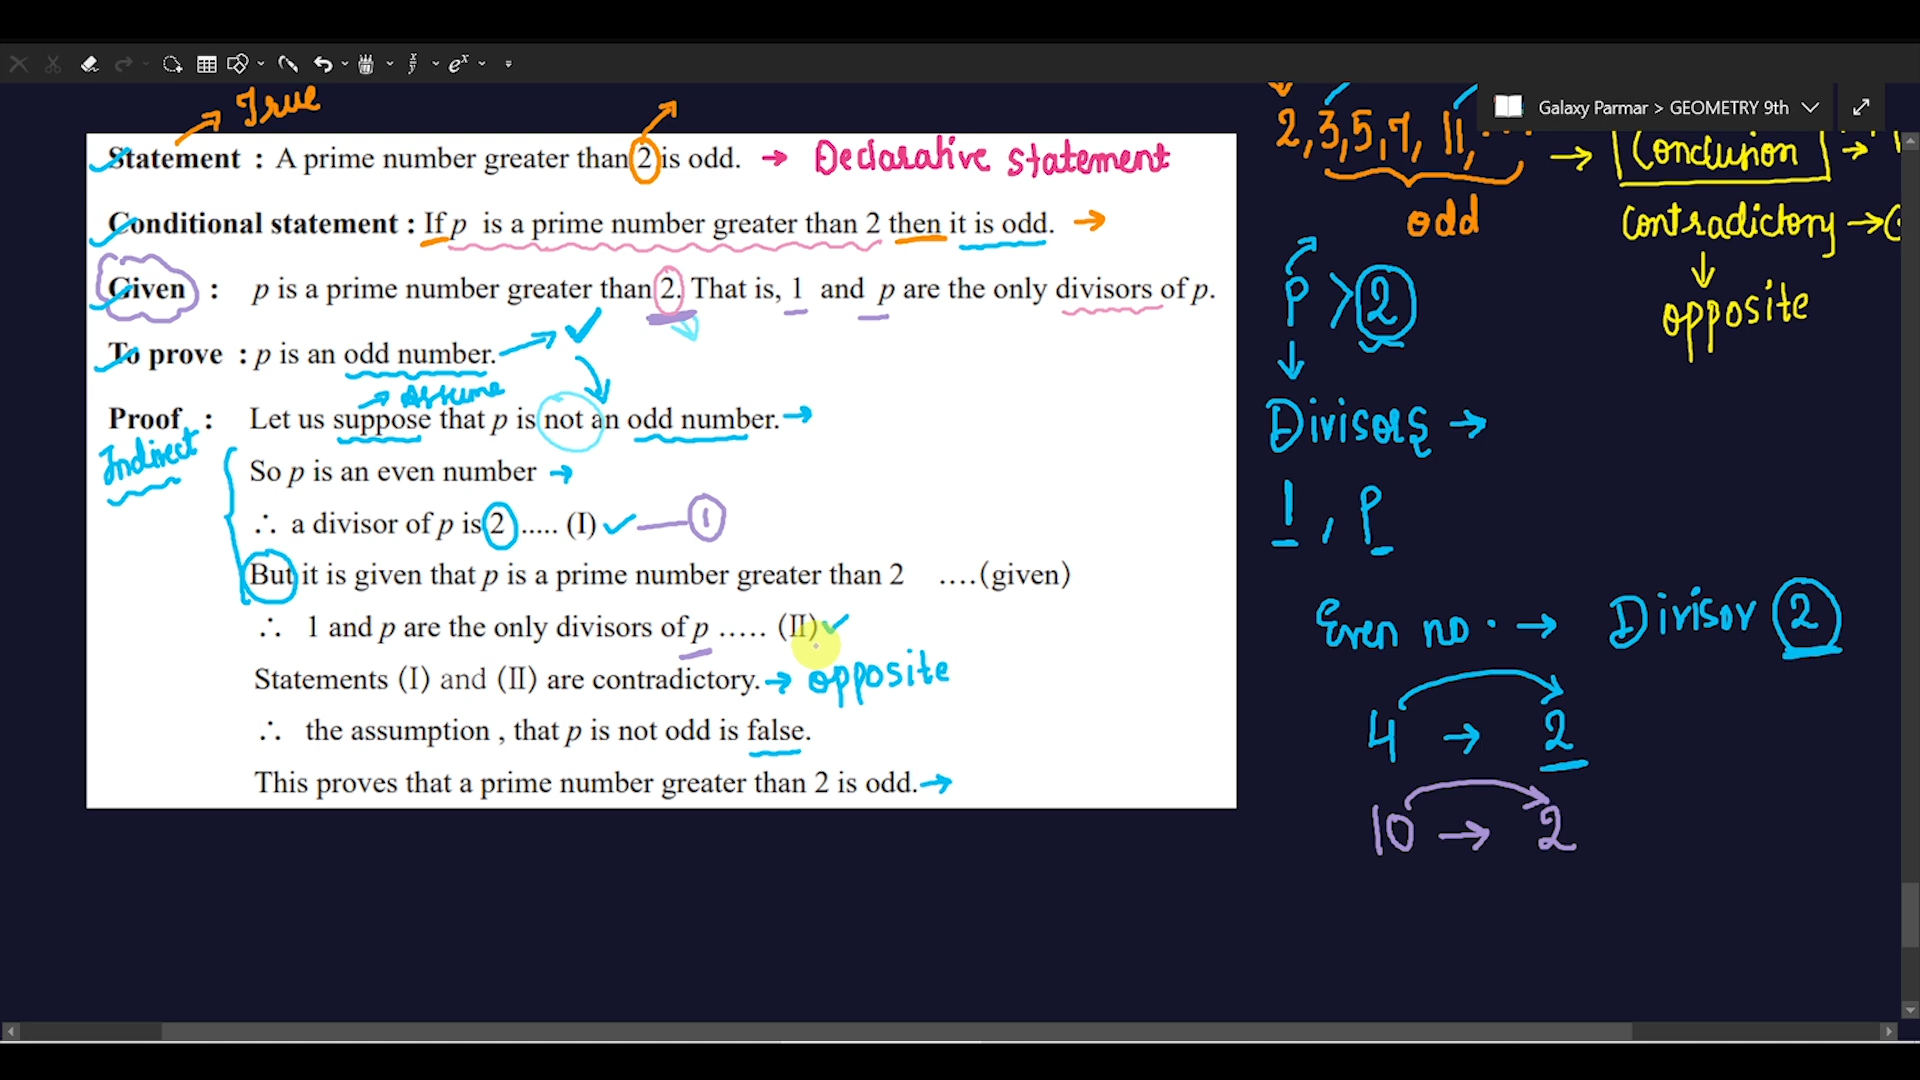 Galaxy Parmar > GEOMETRY 9th
True
Statement : A prime number greater than 2 is odd. → Declarative statement
Conditional statement : If p is a prime number greater than 2 then it is odd. →
Given : p is a prime number greater than 2. That is, 1 and p are the only divisors of p.
To prove : p is an odd number. → ✓
→ Assume
Proof : Let us suppose that p is not an odd number. →
Indirect
So p is an even number →
∴ a divisor of p is 2 ..... (I) ✓ — 1
But it is given that p is a prime number greater than 2 ....(given)
∴ 1 and p are the only divisors of p ..... (II) ✓
Statements (I) and (II) are contradictory. → opposite
∴ the assumption , that p is not odd is false.
This proves that a prime number greater than 2 is odd. →
2, 3, 5, 7, 11, ...
odd
→ Conclusion →
Contradictory →
↓
opposite
p > 2
↓
Divisors →
1 , p
Even no. → Divisor 2
4 → 2
10 → 2